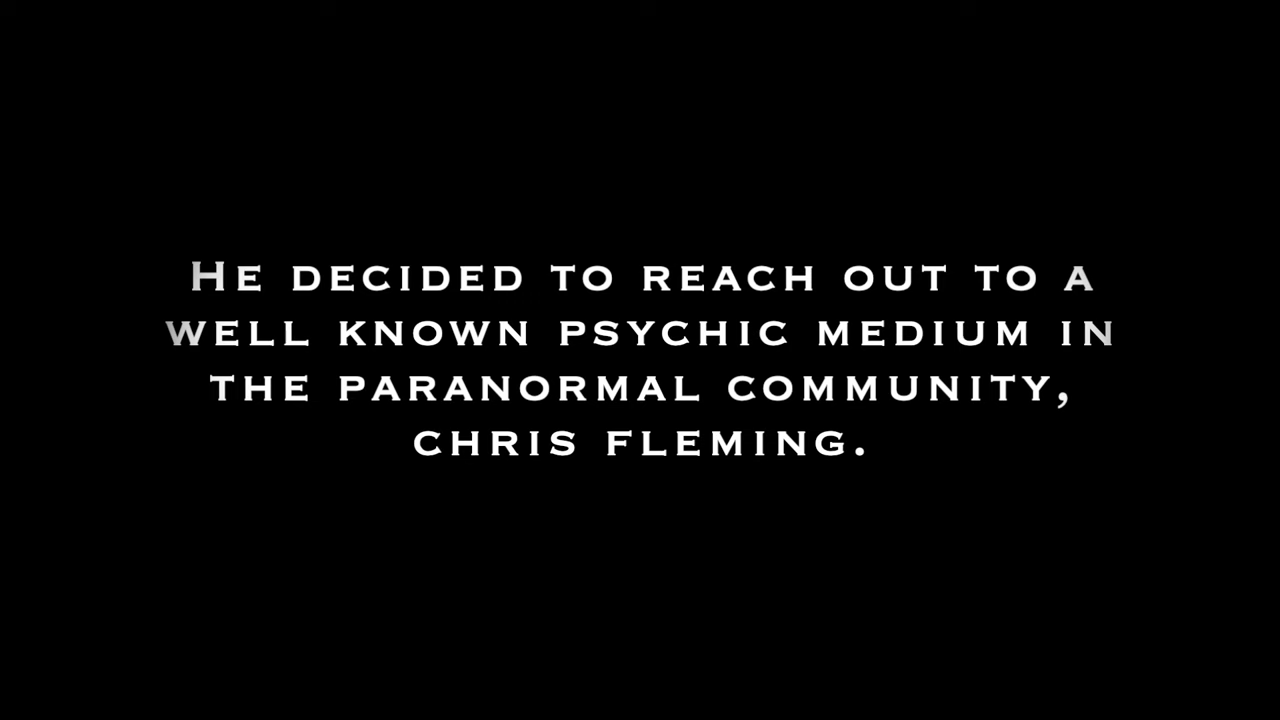 He decided to reach out to a
well known psychic medium in
the paranormal community,
Chris Fleming.